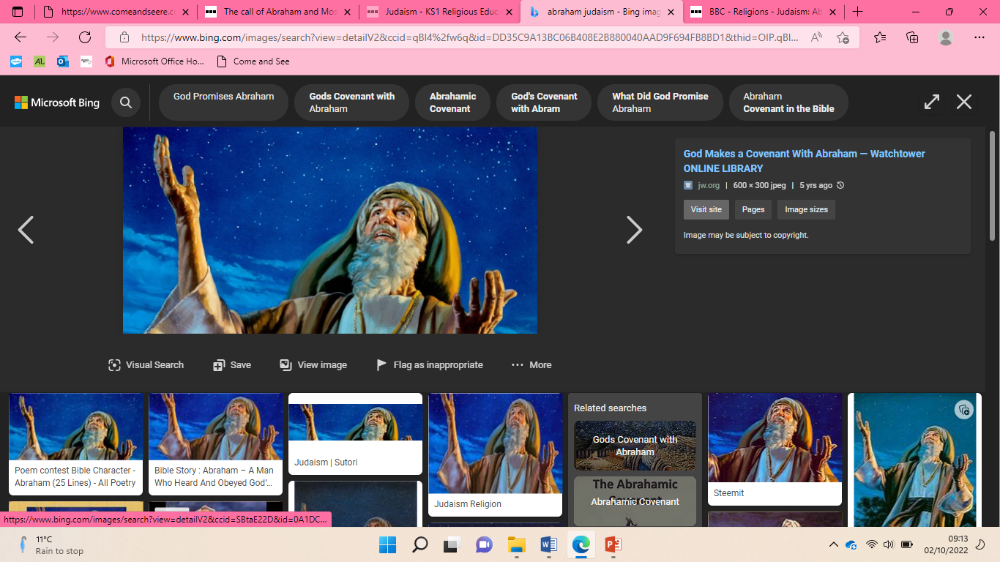 https://www.comeandseere.c
The call of Abraham and Mos
Judaism - KS1 Religious Educ
abraham judaism - Bing imag
BBC - Religions - Judaism: Ab
https://www.bing.com/images/search?view=detailV2&ccid=qBI4%2fw6q&id=DD35C9A13BC06B408E2B880040AAD9F694FB8BD1&thid=OIP.qBI...
Microsoft Office Ho...
Come and See
Microsoft Bing
God Promises Abraham
Gods Covenant with
Abraham
Abrahamic
Covenant
God's Covenant
with Abram
What Did God Promise
Abraham
Abraham
Covenant in the Bible
God Makes a Covenant With Abraham — Watchtower
ONLINE LIBRARY
jw.org | 600 × 300 jpeg | 5 yrs ago
Visit site
Pages
Image sizes
Image may be subject to copyright.
Visual Search
Save
View image
Flag as inappropriate
More
Poem contest Bible Character -
Abraham (25 Lines) - All Poetry
Bible Story : Abraham – A Man
Who Heard And Obeyed God'...
Judaism | Sutori
Judaism Religion
Related searches
Gods Covenant with
Abraham
The Abrahamic
Abrahamic Covenant
Steemit
https://www.bing.com/images/search?view=detailV2&ccid=SBtaE22D&id=0A1DC...
11°C
Rain to stop
09:13
02/10/2022